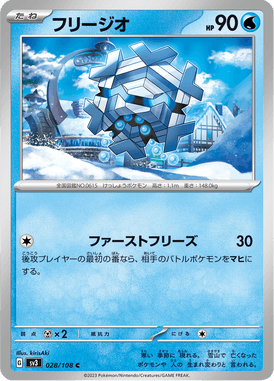 たね
フリージオ
HP 90
全国図鑑NO.0615 けっしょうポケモン 高さ:1.1m 重さ:148.0kg
ファーストフリーズ 30
後攻プレイヤーの最初の番なら、相手のバトルポケモンをマヒに
する。
弱点 ×2 抵抗力 にげる
illus. kirisAki
G sv3 028/108 C
©2023 Pokémon/Nintendo/Creatures/GAME FREAK.